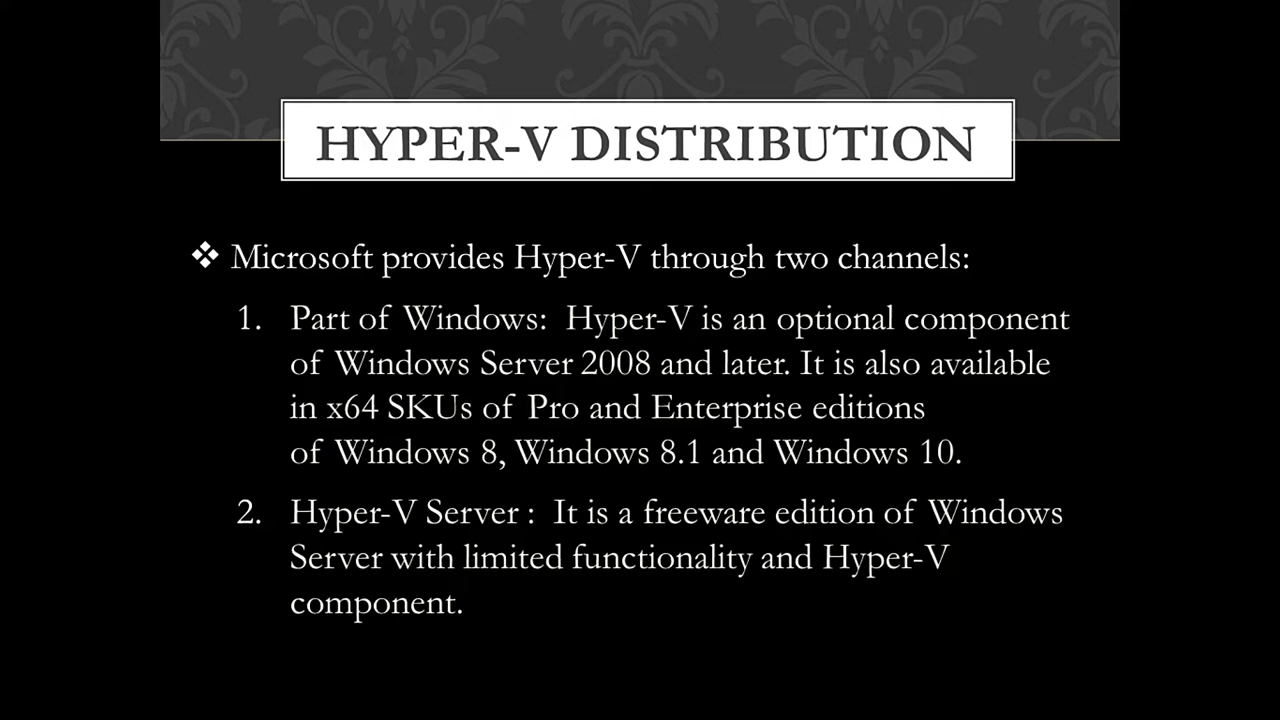 HYPER-V DISTRIBUTION
❖ Microsoft provides Hyper-V through two channels:
1. Part of Windows: Hyper-V is an optional component
of Windows Server 2008 and later. It is also available
in x64 SKUs of Pro and Enterprise editions
of Windows 8, Windows 8.1 and Windows 10.
2. Hyper-V Server : It is a freeware edition of Windows
Server with limited functionality and Hyper-V
component.